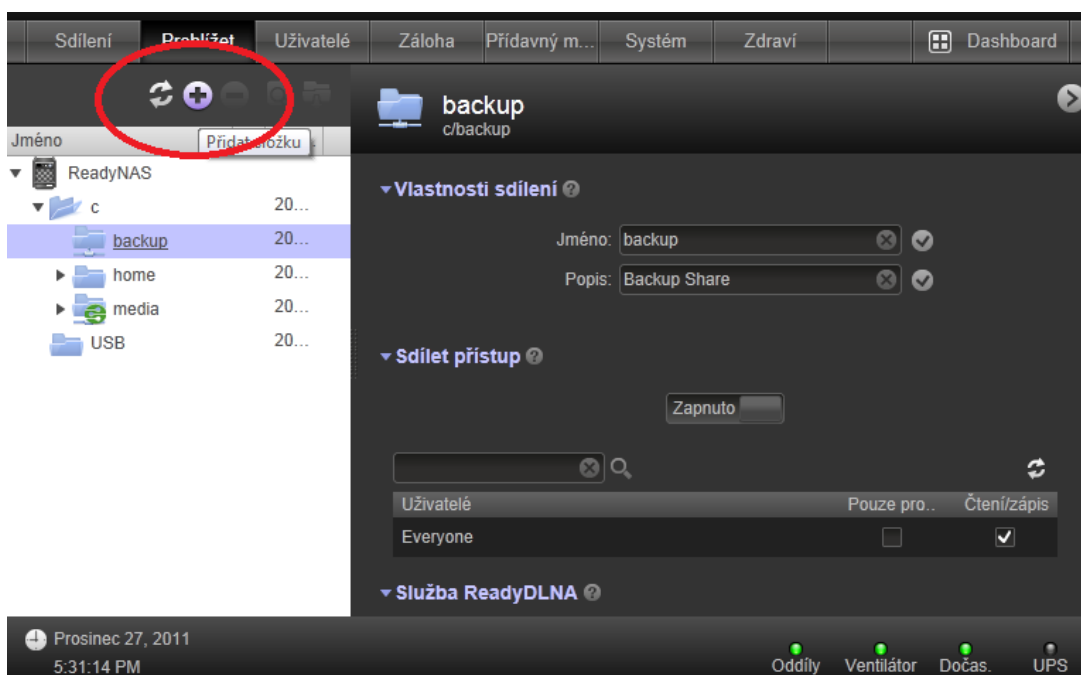 Sdílení Prohlížet Uživatelé Záloha Přídavný m... Systém Zdraví Dashboard
backup
c/backup
Jméno
Přidat složku
ReadyNAS
c 20...
backup 20...
home 20...
media 20...
USB 20...
Vlastnosti sdílení
Jméno: backup
Popis: Backup Share
Sdílet přístup
Zapnuto
Uživatelé Pouze pro.. Čtení/zápis
Everyone
Služba ReadyDLNA
Prosinec 27, 2011
5:31:14 PM
Oddíly Ventilátor Dočas. UPS